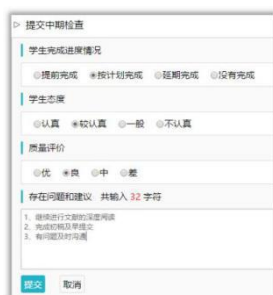 提交中期检查
学生完成进度情况
提前完成 按计划完成 延期完成 没有完成
学生态度
认真 较认真 一般 不认真
质量评价
优 良 中 差
存在问题和建议 共输入 32 字符
1、继续进行文献的深度阅读
2、完成初稿及早提交
3、有问题及时沟通
提交 取消